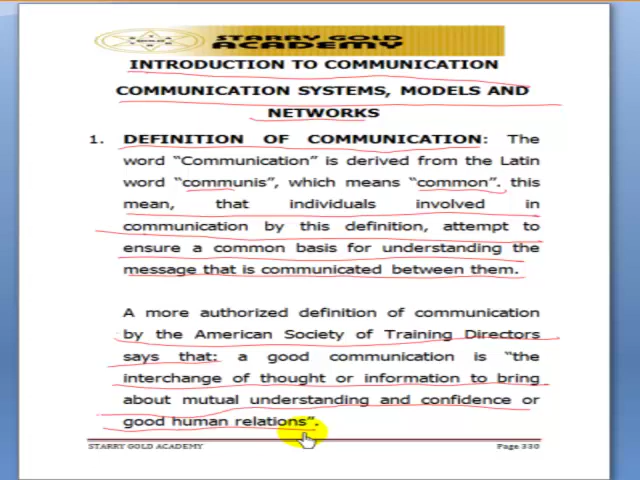 STARRY GOLD
ACADEMY
INTRODUCTION TO COMMUNICATION
COMMUNICATION SYSTEMS, MODELS AND
NETWORKS
1. DEFINITION OF COMMUNICATION: The
word “Communication” is derived from the Latin
word “communis”, which means “common”. this
mean, that individuals involved in
communication by this definition, attempt to
ensure a common basis for understanding the
message that is communicated between them.
A more authorized definition of communication
by the American Society of Training Directors
says that: a good communication is “the
interchange of thought or information to bring
about mutual understanding and confidence or
good human relations”.
STARRY GOLD ACADEMY Page 330